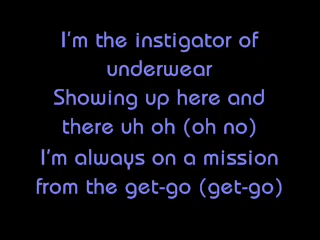 I'm the instigator of
underwear
Showing up here and
there uh oh (oh no)
I'm always on a mission
from the get-go (get-go)